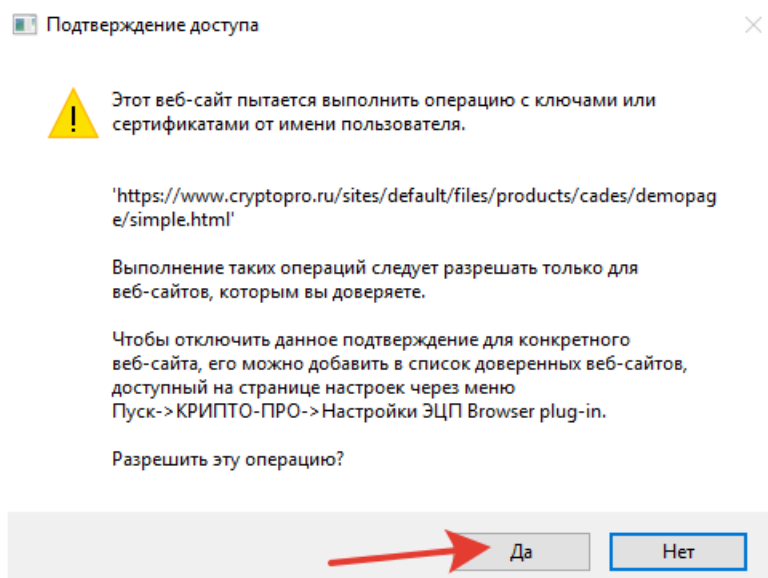 Подтверждение доступа
Этот веб-сайт пытается выполнить операцию с ключами или
сертификатами от имени пользователя.
'https://www.cryptopro.ru/sites/default/files/products/cades/demopag
e/simple.html'
Выполнение таких операций следует разрешать только для
веб-сайтов, которым вы доверяете.
Чтобы отключить данное подтверждение для конкретного
веб-сайта, его можно добавить в список доверенных веб-сайтов,
доступный на странице настроек через меню
Пуск->КРИПТО-ПРО->Настройки ЭЦП Browser plug-in.
Разрешить эту операцию?
Да Нет